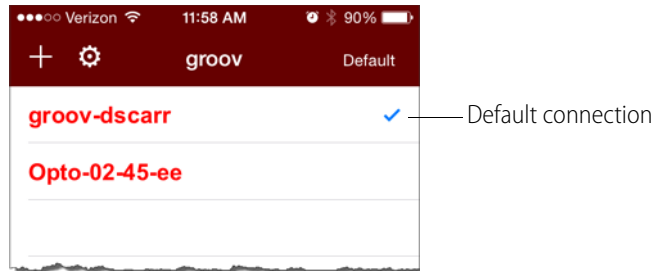 ●●●○○ Verizon 11:58 AM 90%
+ groov Default
groov-dscarr
Default connection
Opto-02-45-ee